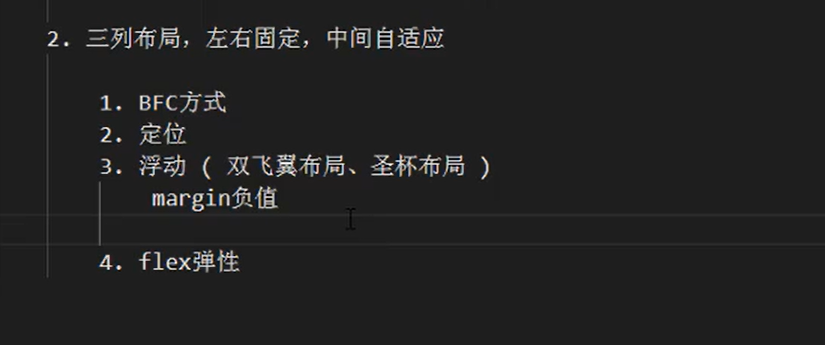 2. 三列布局，左右固定，中间自适应
1. BFC方式
2. 定位
3. 浮动 ( 双飞翼布局、圣杯布局 )
margin负值
4. flex弹性